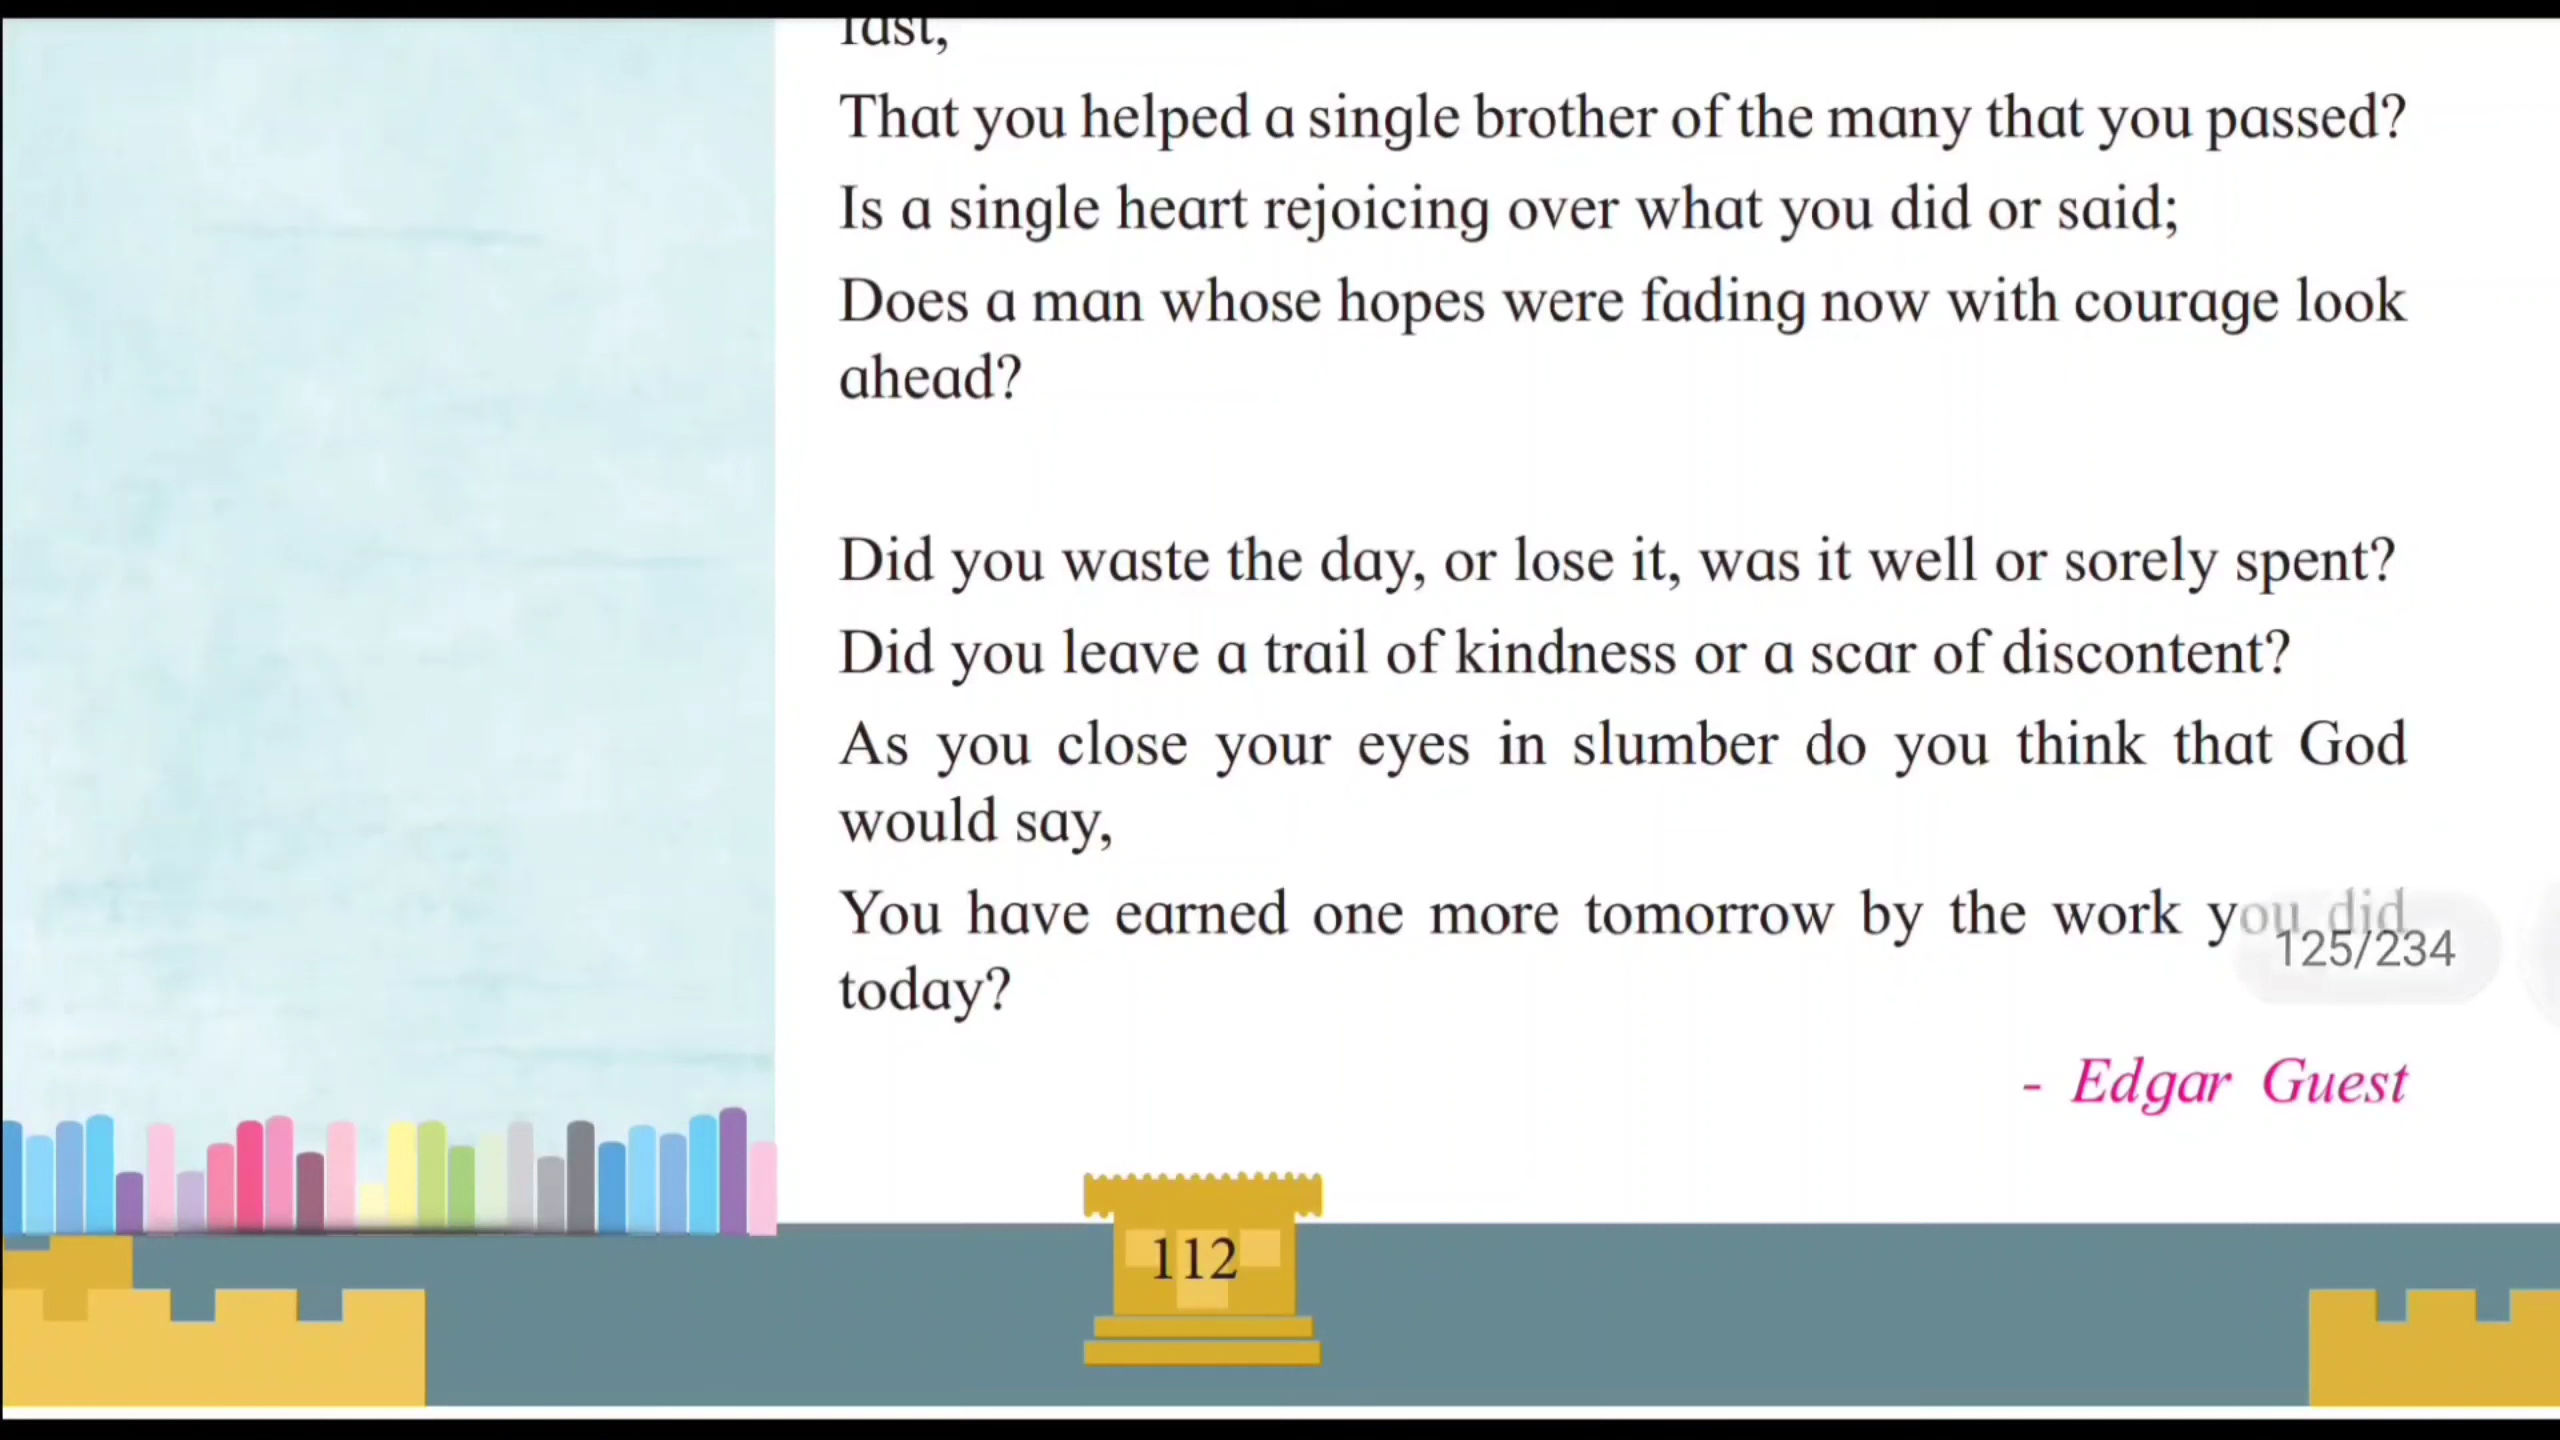 fast,
That you helped a single brother of the many that you passed?
Is a single heart rejoicing over what you did or said;
Does a man whose hopes were fading now with courage look
ahead?
Did you waste the day, or lose it, was it well or sorely spent?
Did you leave a trail of kindness or a scar of discontent?
As you close your eyes in slumber do you think that God
would say,
You have earned one more tomorrow by the work you did
today?
125/234
- Edgar Guest
112